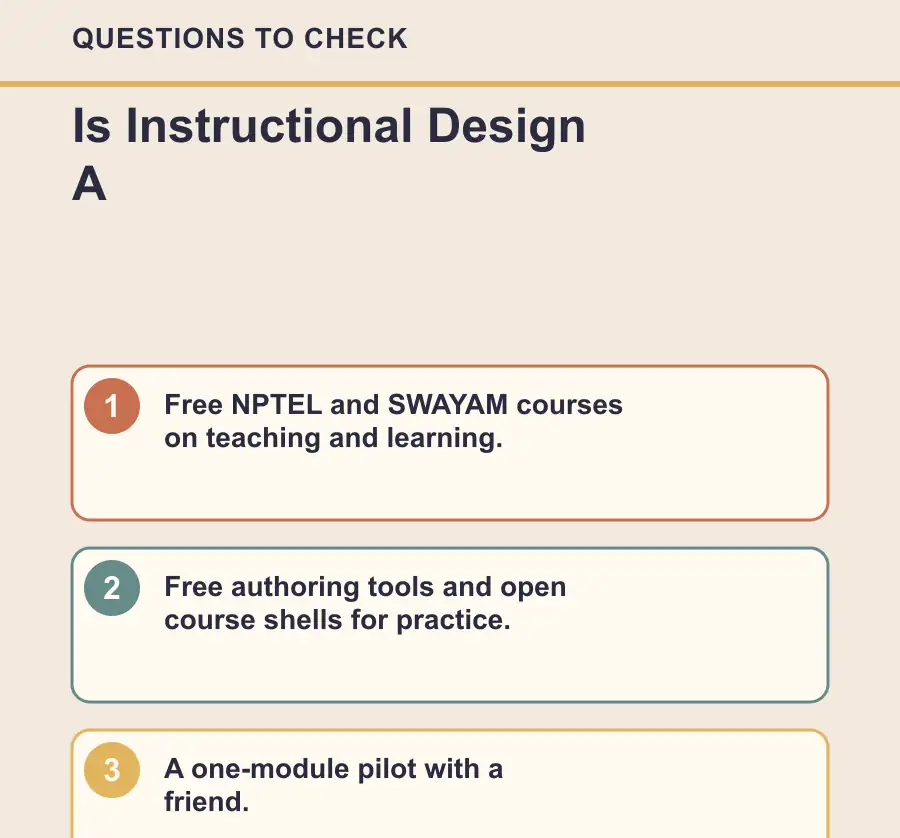 QUESTIONS TO CHECK
Is Instructional Design
A
1
Free NPTEL and SWAYAM courses
on teaching and learning.
2
Free authoring tools and open
course shells for practice.
3
A one-module pilot with a
friend.